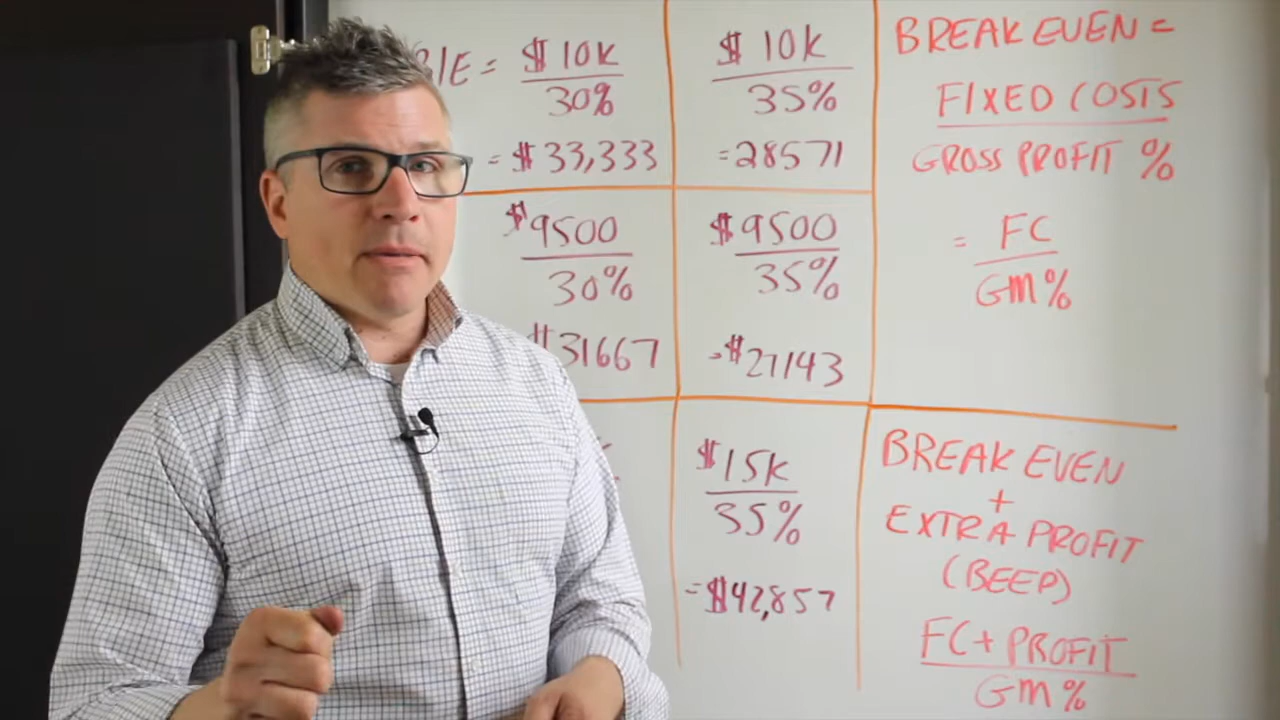 B/E = $10K
30%
= $33,333
$10K
35%
=28571
BREAK EVEN =
FIXED COSTS
GROSS PROFIT %
= FC
GM%
$9500
30%
$31667
$9500
35%
=$27143
$15K
35%
=$42,857
BREAK EVEN
+
EXTRA PROFIT
(BEEP)
FC + PROFIT
GM%